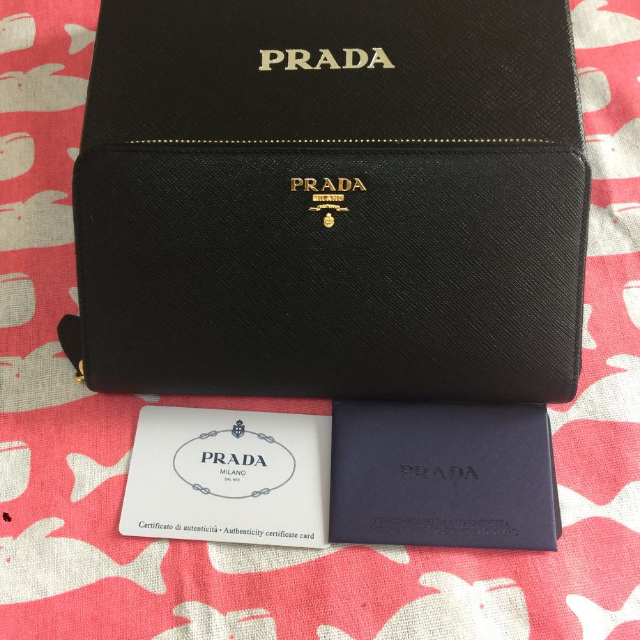 PRADA
PRADA
MILANO
PRADA
MILANO
DAL 1913
Certificato di autenticità • Authenticity certificate card
PRADA